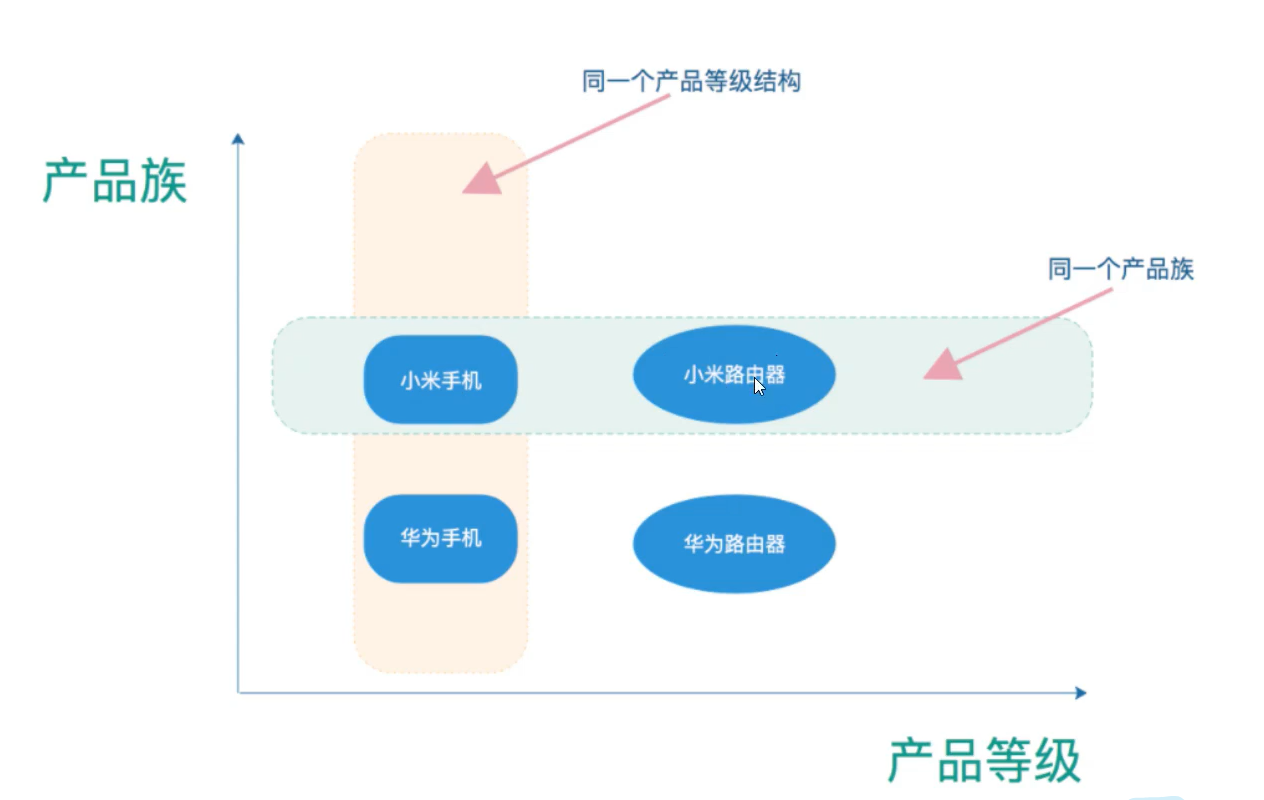 同一个产品等级结构
产品族
同一个产品族
小米手机
小米路由器
华为手机
华为路由器
产品等级